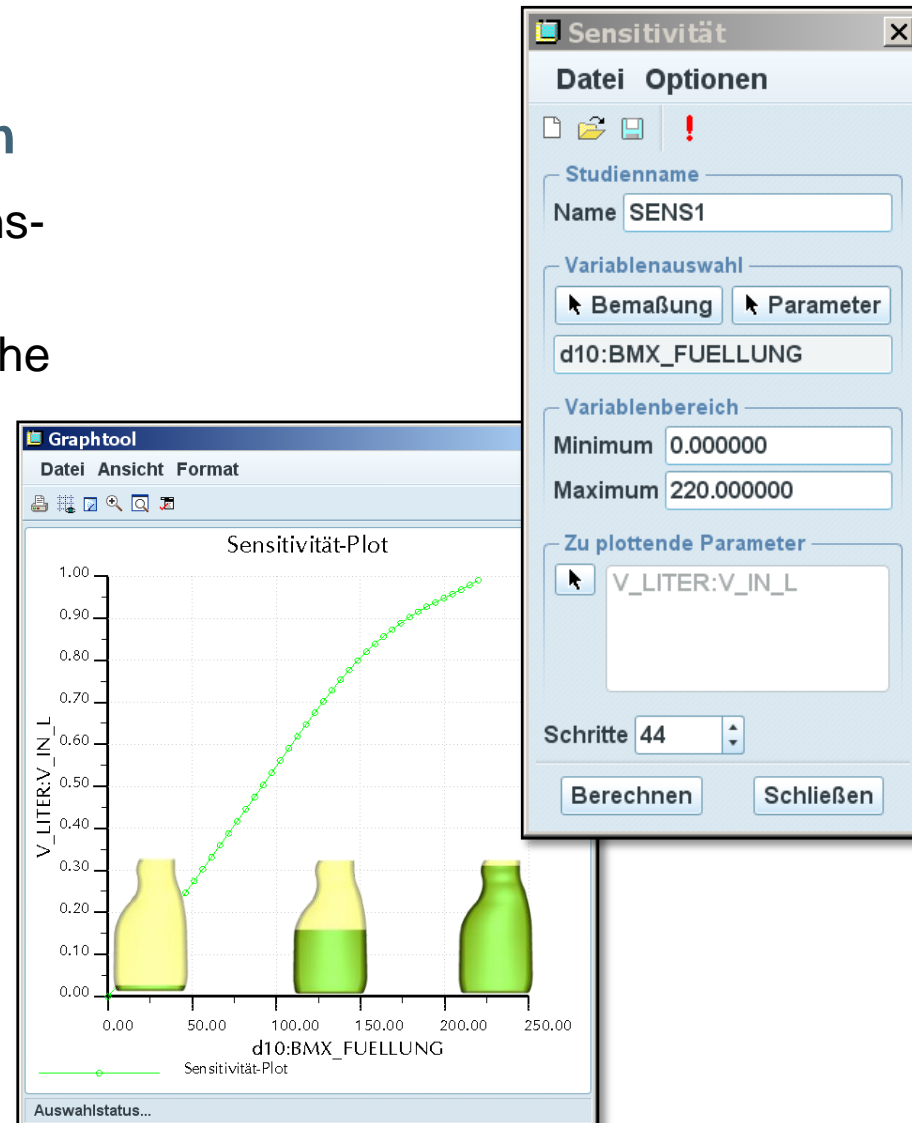 Sensitivität
Datei Optionen
Studienname
Name SENS1
Variablenauswahl
Bemaßung Parameter
d10:BMX_FUELLUNG
Variablenbereich
Minimum 0.000000
Maximum 220.000000
Zu plottende Parameter
V_LITER:V_IN_L
Schritte 44
Berechnen Schließen
Graphtool
Datei Ansicht Format
Sensitivität-Plot
V_LITER:V_IN_L
1.00
0.90
0.80
0.70
0.60
0.50
0.40
0.30
0.20
0.10
0.00
0.00 50.00 100.00 150.00 200.00 250.00
d10:BMX_FUELLUNG
Sensitivität-Plot
Auswahlstatus...